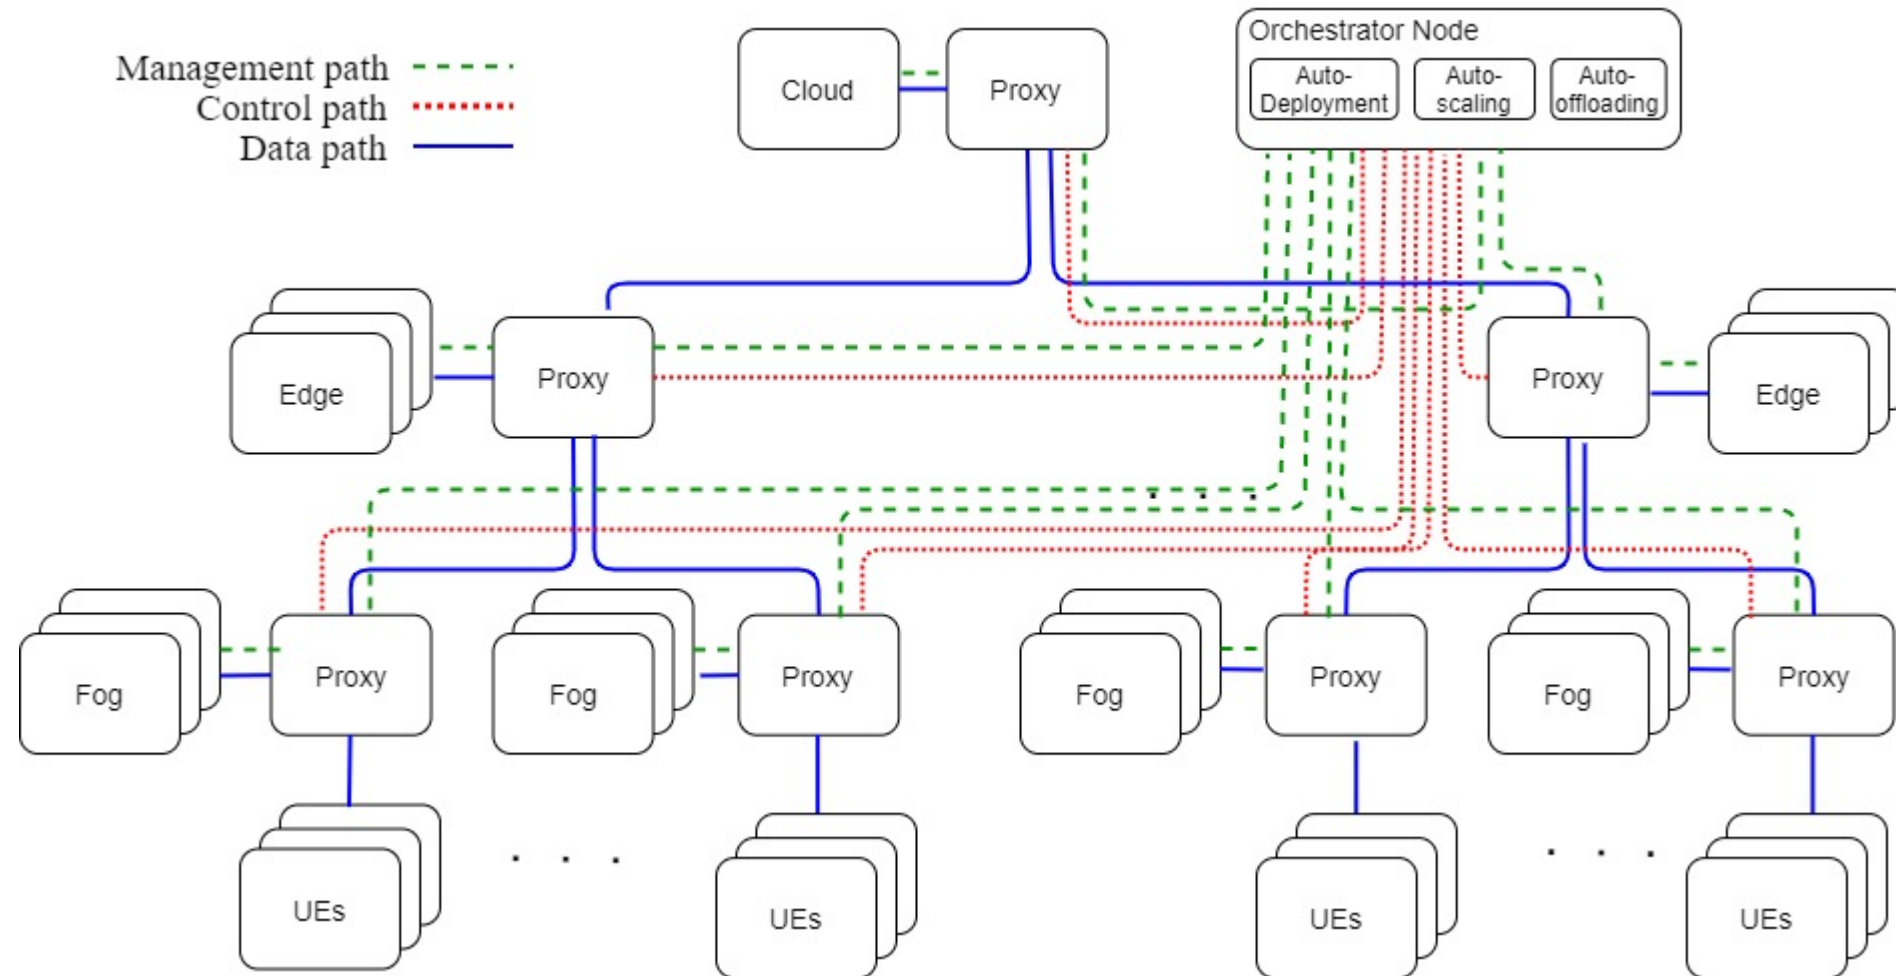 Management path
Control path
Data path
Cloud
Proxy
Orchestrator Node
Auto-
Deployment
Auto-
scaling
Auto-
offloading
Edge
Proxy
Proxy
Edge
. . .
Fog
Proxy
Fog
Proxy
Fog
Proxy
Fog
Proxy
UEs
. . .
UEs
UEs
. . .
UEs